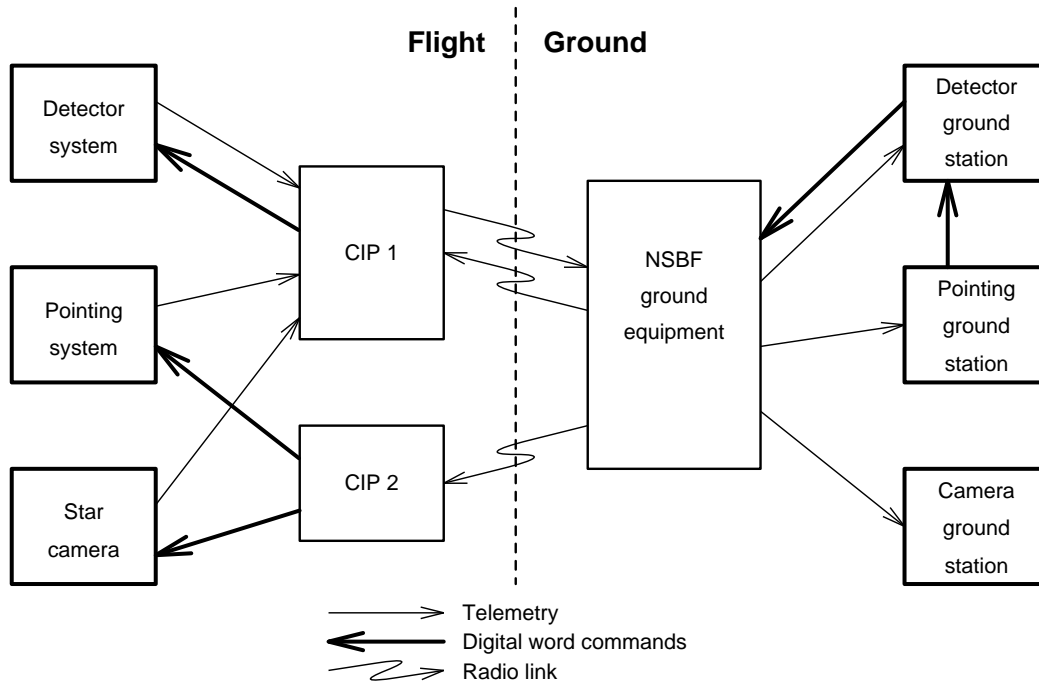 Flight
Ground
Detector
system
Pointing
system
Star
camera
CIP 1
CIP 2
NSBF
ground
equipment
Detector
ground
station
Pointing
ground
station
Camera
ground
station
Telemetry
Digital word commands
Radio link